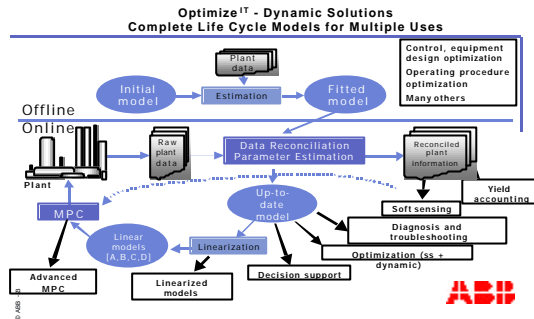 Optimize IT - Dynamic Solutions
Complete Life Cycle Models for Multiple Uses
Plant
data
Control, equipment
design optimization
Operating procedure
optimization
Many others
Initial
model
Estimation
Fitted
model
Offline
Online
Raw
plant
data
Data Reconciliation
Parameter Estimation
Reconciled
plant
information
Plant
Yield
accounting
Up-to-
date
model
Soft sensing
MPC
Diagnosis and
troubleshooting
Linear
models
[A,B,C,D]
Linearization
Optimization (ss +
dynamic)
Advanced
MPC
Linearized
models
Decision support
ABB